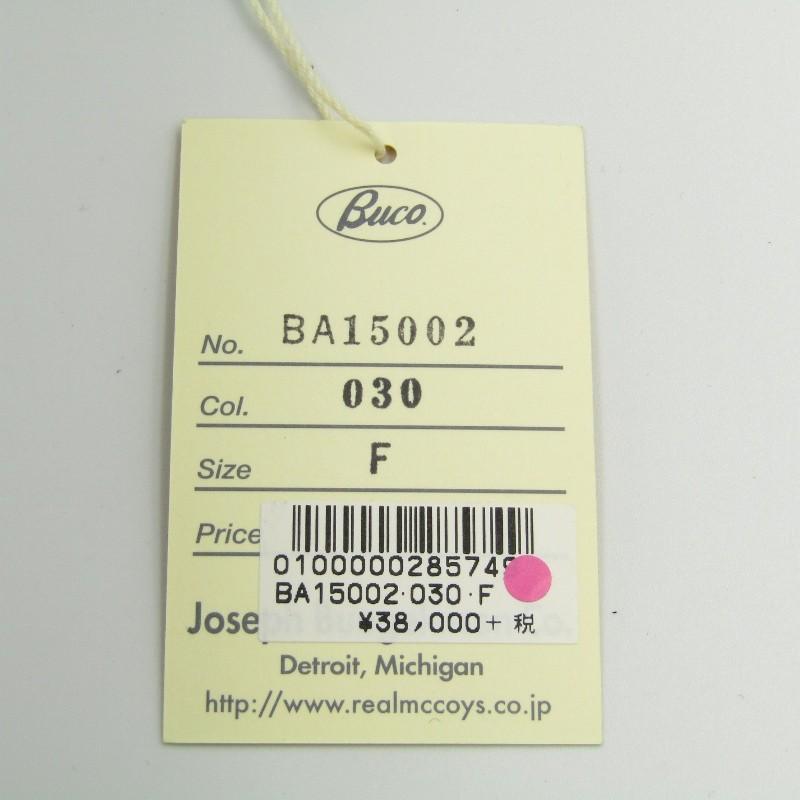 Buco.
No. BA15002
Col. 030
Size F
Price
010000028574
BA15002·030·F
¥38,000+ 税
Detroit, Michigan
http://www.realmccoys.co.jp